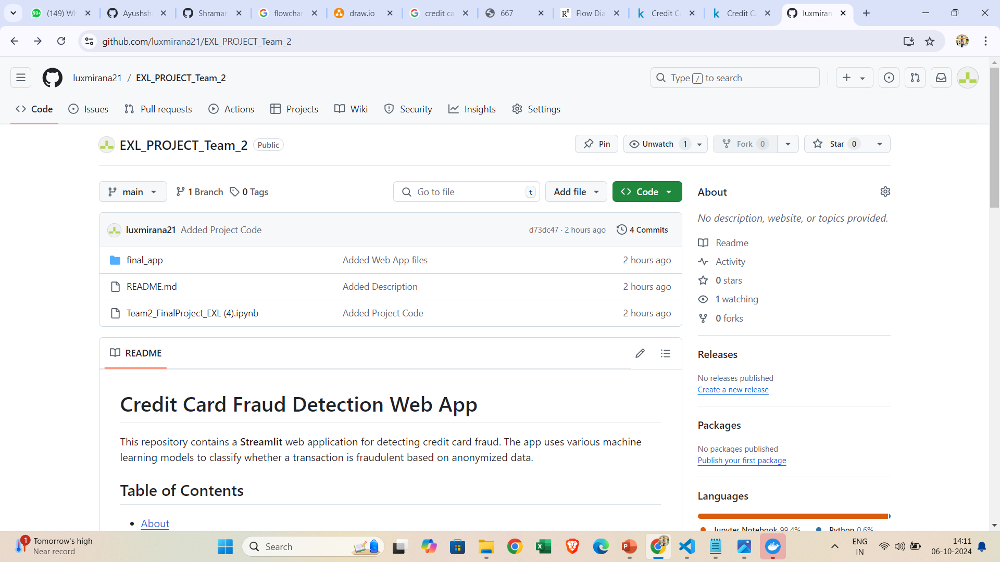 99+ (149) Wh
Ayushsh
Shraman
flowchar
draw.io
credit ca
667
Flow Dia
Credit Ca
Credit Ca
luxmiran
github.com/luxmirana21/EXL_PROJECT_Team_2
luxmirana21 / EXL_PROJECT_Team_2
Type / to search
Code
Issues
Pull requests
Actions
Projects
Wiki
Security
Insights
Settings
EXL_PROJECT_Team_2 Public
Pin
Unwatch 1
Fork 0
Star 0
main
1 Branch
0 Tags
Go to file t
Add file
Code
luxmirana21 Added Project Code d73dc47 · 2 hours ago 4 Commits
final_app Added Web App files 2 hours ago
README.md Added Description 2 hours ago
Team2_FinalProject_EXL (4).ipynb Added Project Code 2 hours ago
README
Credit Card Fraud Detection Web App
This repository contains a Streamlit web application for detecting credit card fraud. The app uses various machine
learning models to classify whether a transaction is fraudulent based on anonymized data.
Table of Contents
• About
About
No description, website, or topics provided.
Readme
Activity
0 stars
1 watching
0 forks
Releases
No releases published
Create a new release
Packages
No packages published
Publish your first package
Languages
Jupyter Notebook 99.4% Python 0.6%
1
Tomorrow's high
Near record
Search
ENG
IN
14:11
06-10-2024